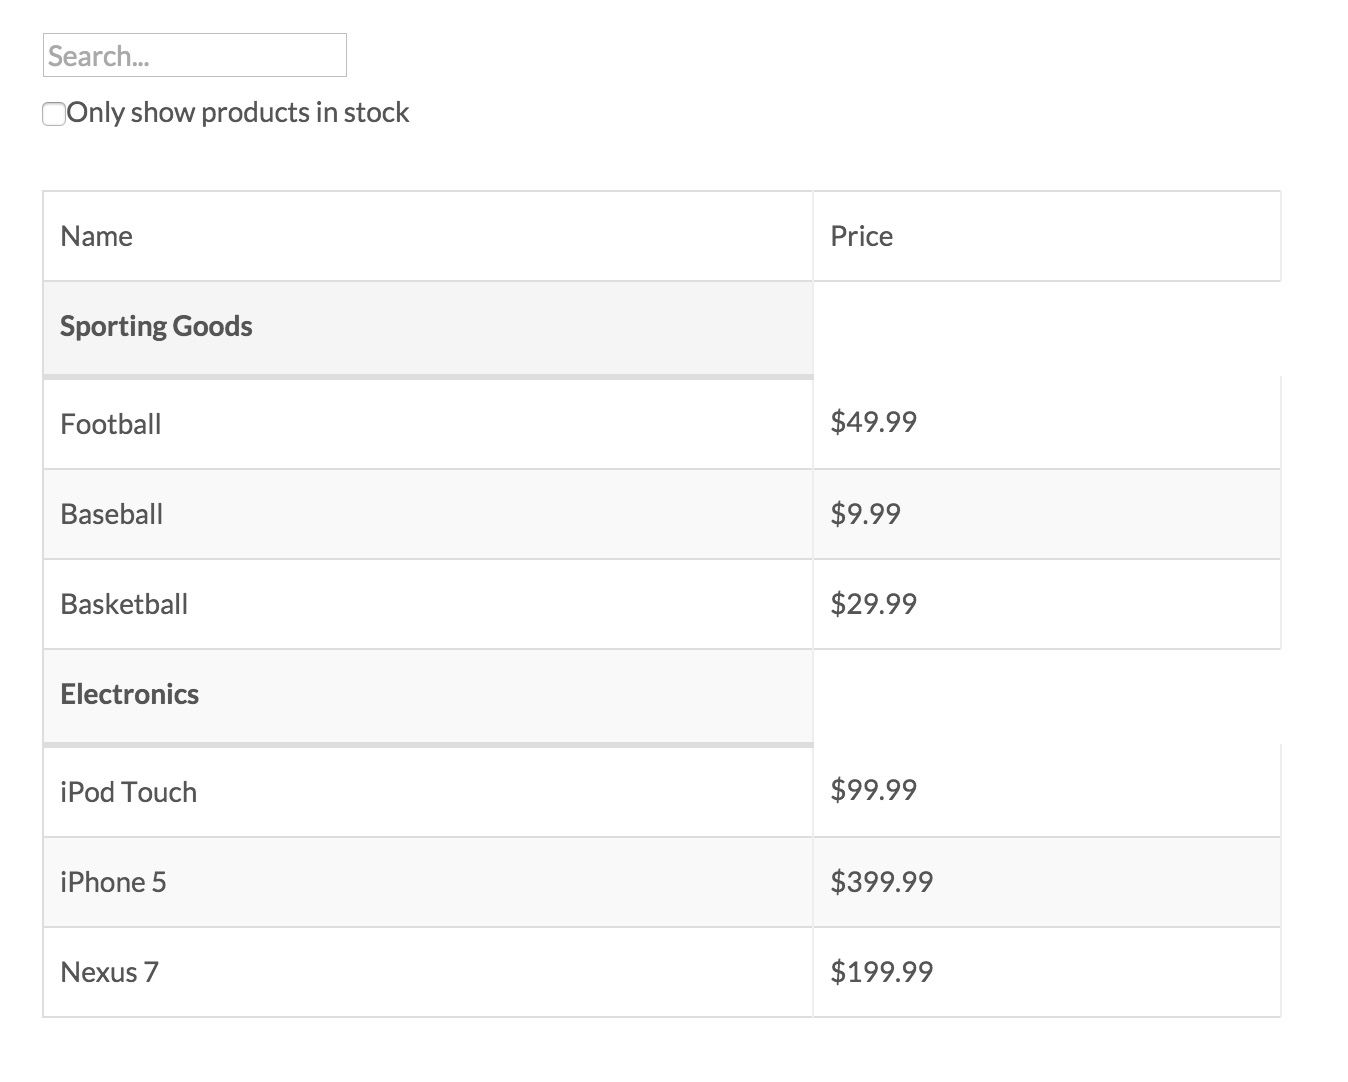 Search...
Only show products in stock
Name Price
Sporting Goods
Football $49.99
Baseball $9.99
Basketball $29.99
Electronics
iPod Touch $99.99
iPhone 5 $399.99
Nexus 7 $199.99